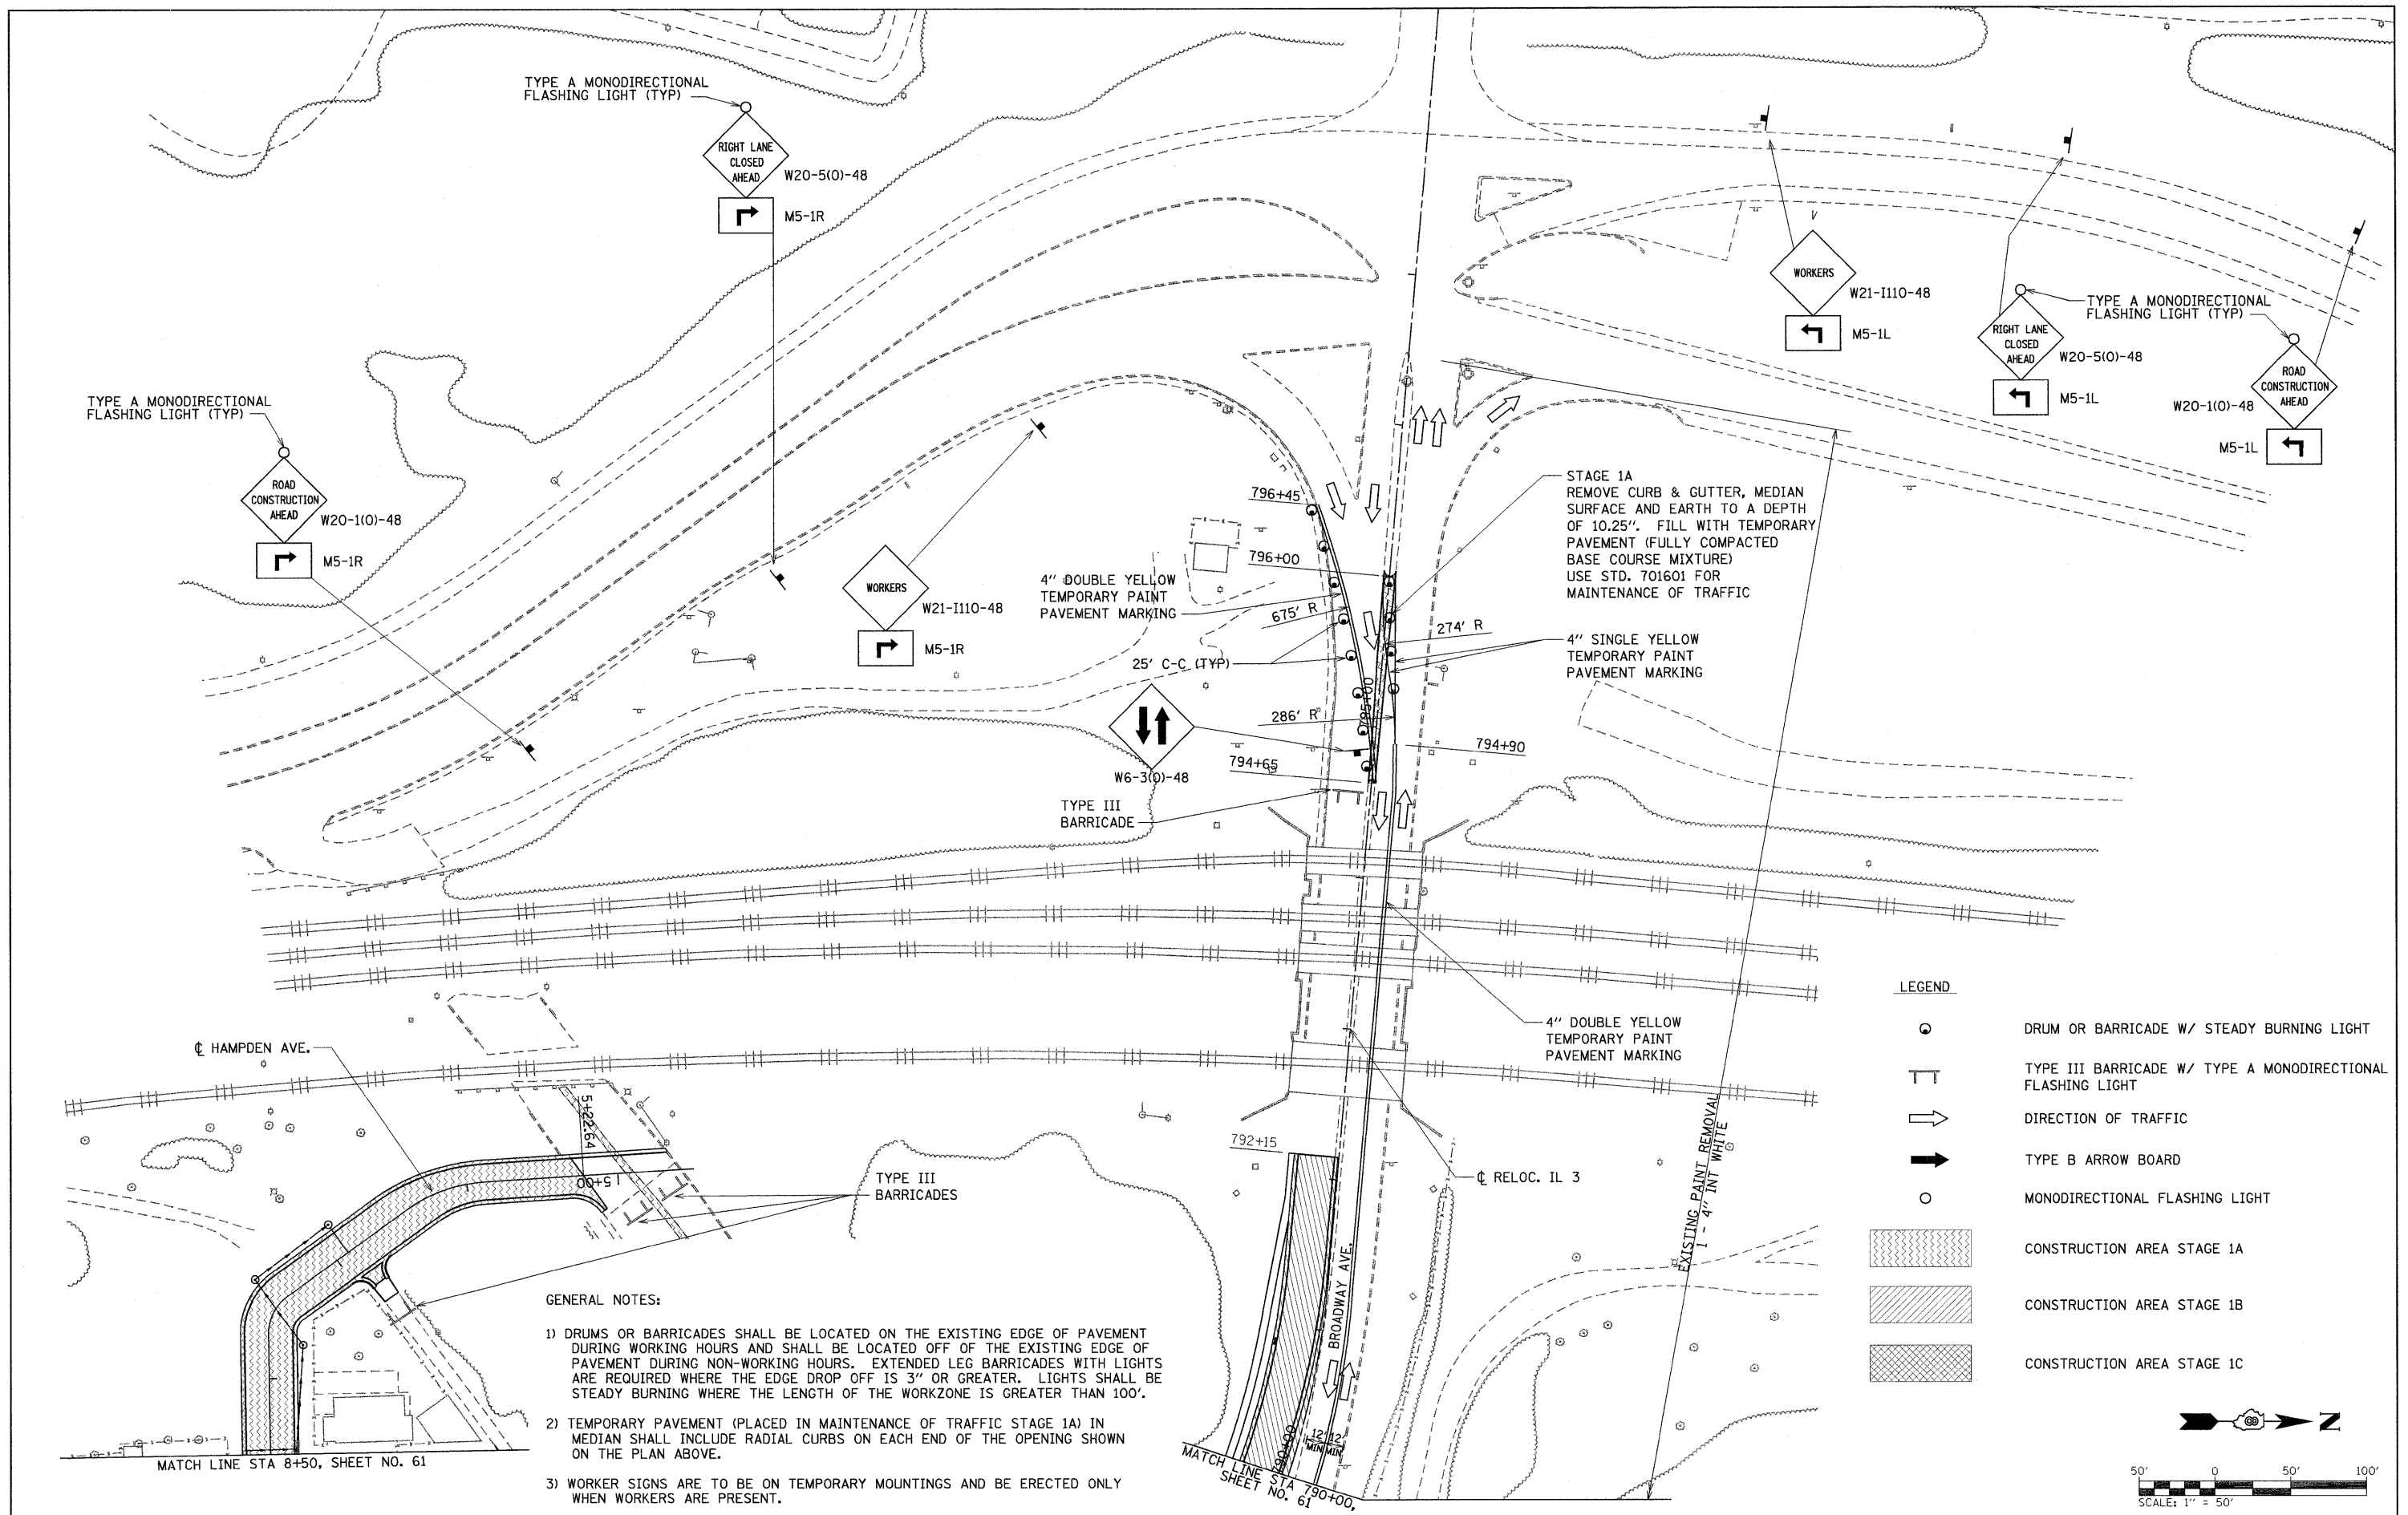 TYPE A MONODIRECTIONAL
FLASHING LIGHT (TYP)
RIGHT LANE
CLOSED
AHEAD
W20-5(O)-48
M5-1R
WORKERS
W21-I110-48
M5-1L
TYPE A MONODIRECTIONAL
FLASHING LIGHT (TYP)
RIGHT LANE
CLOSED
AHEAD
W20-5(O)-48
M5-1L
ROAD
CONSTRUCTION
AHEAD
W20-1(O)-48
M5-1L
TYPE A MONODIRECTIONAL
FLASHING LIGHT (TYP)
ROAD
CONSTRUCTION
AHEAD
W20-1(O)-48
M5-1R
WORKERS
W21-I110-48
M5-1R
796+45
796+00
4" DOUBLE YELLOW
TEMPORARY PAINT
PAVEMENT MARKING
675' R
25' C-C (TYP)
STAGE 1A
REMOVE CURB & GUTTER, MEDIAN
SURFACE AND EARTH TO A DEPTH
OF 10.25". FILL WITH TEMPORARY
PAVEMENT (FULLY COMPACTED
BASE COURSE MIXTURE)
USE STD. 701601 FOR
MAINTENANCE OF TRAFFIC
274' R
4" SINGLE YELLOW
TEMPORARY PAINT
PAVEMENT MARKING
795+00
286' R
794+90
794+65
W6-3(O)-48
TYPE III
BARRICADE
4" DOUBLE YELLOW
TEMPORARY PAINT
PAVEMENT MARKING
℄ RELOC. IL 3
792+15
BROADWAY AVE.
790+00
12' 12'
MIN MIN
MATCH LINE STA 790+00,
SHEET NO. 61
EXISTING PAINT REMOVAL
1 - 4" INT WHITE
℄ HAMPDEN AVE.
5+22.64
15+00
TYPE III
BARRICADES
MATCH LINE STA 8+50, SHEET NO. 61
GENERAL NOTES:
1) DRUMS OR BARRICADES SHALL BE LOCATED ON THE EXISTING EDGE OF PAVEMENT
DURING WORKING HOURS AND SHALL BE LOCATED OFF OF THE EXISTING EDGE OF
PAVEMENT DURING NON-WORKING HOURS. EXTENDED LEG BARRICADES WITH LIGHTS
ARE REQUIRED WHERE THE EDGE DROP OFF IS 3" OR GREATER. LIGHTS SHALL BE
STEADY BURNING WHERE THE LENGTH OF THE WORKZONE IS GREATER THAN 100'.
2) TEMPORARY PAVEMENT (PLACED IN MAINTENANCE OF TRAFFIC STAGE 1A) IN
MEDIAN SHALL INCLUDE RADIAL CURBS ON EACH END OF THE OPENING SHOWN
ON THE PLAN ABOVE.
3) WORKER SIGNS ARE TO BE ON TEMPORARY MOUNTINGS AND BE ERECTED ONLY
WHEN WORKERS ARE PRESENT.
LEGEND
DRUM OR BARRICADE W/ STEADY BURNING LIGHT
TYPE III BARRICADE W/ TYPE A MONODIRECTIONAL
FLASHING LIGHT
DIRECTION OF TRAFFIC
TYPE B ARROW BOARD
MONODIRECTIONAL FLASHING LIGHT
CONSTRUCTION AREA STAGE 1A
CONSTRUCTION AREA STAGE 1B
CONSTRUCTION AREA STAGE 1C
N
50' 0 50' 100'
SCALE: 1" = 50'